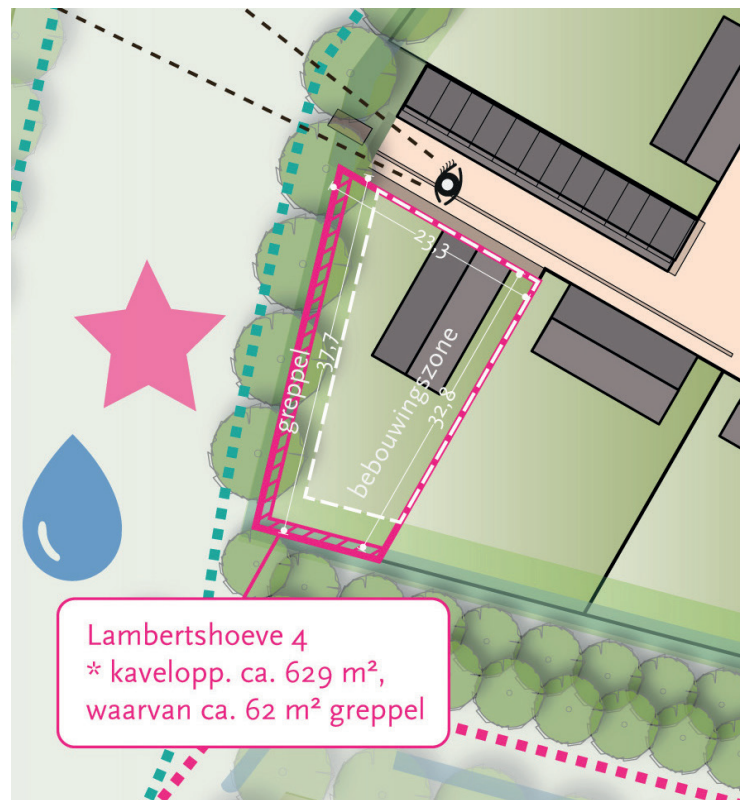 23,3
greppel
37,7
bebouwingszone
32,8
Lambertshoeve 4
* kavelopp. ca. 629 m²,
waarvan ca. 62 m² greppel